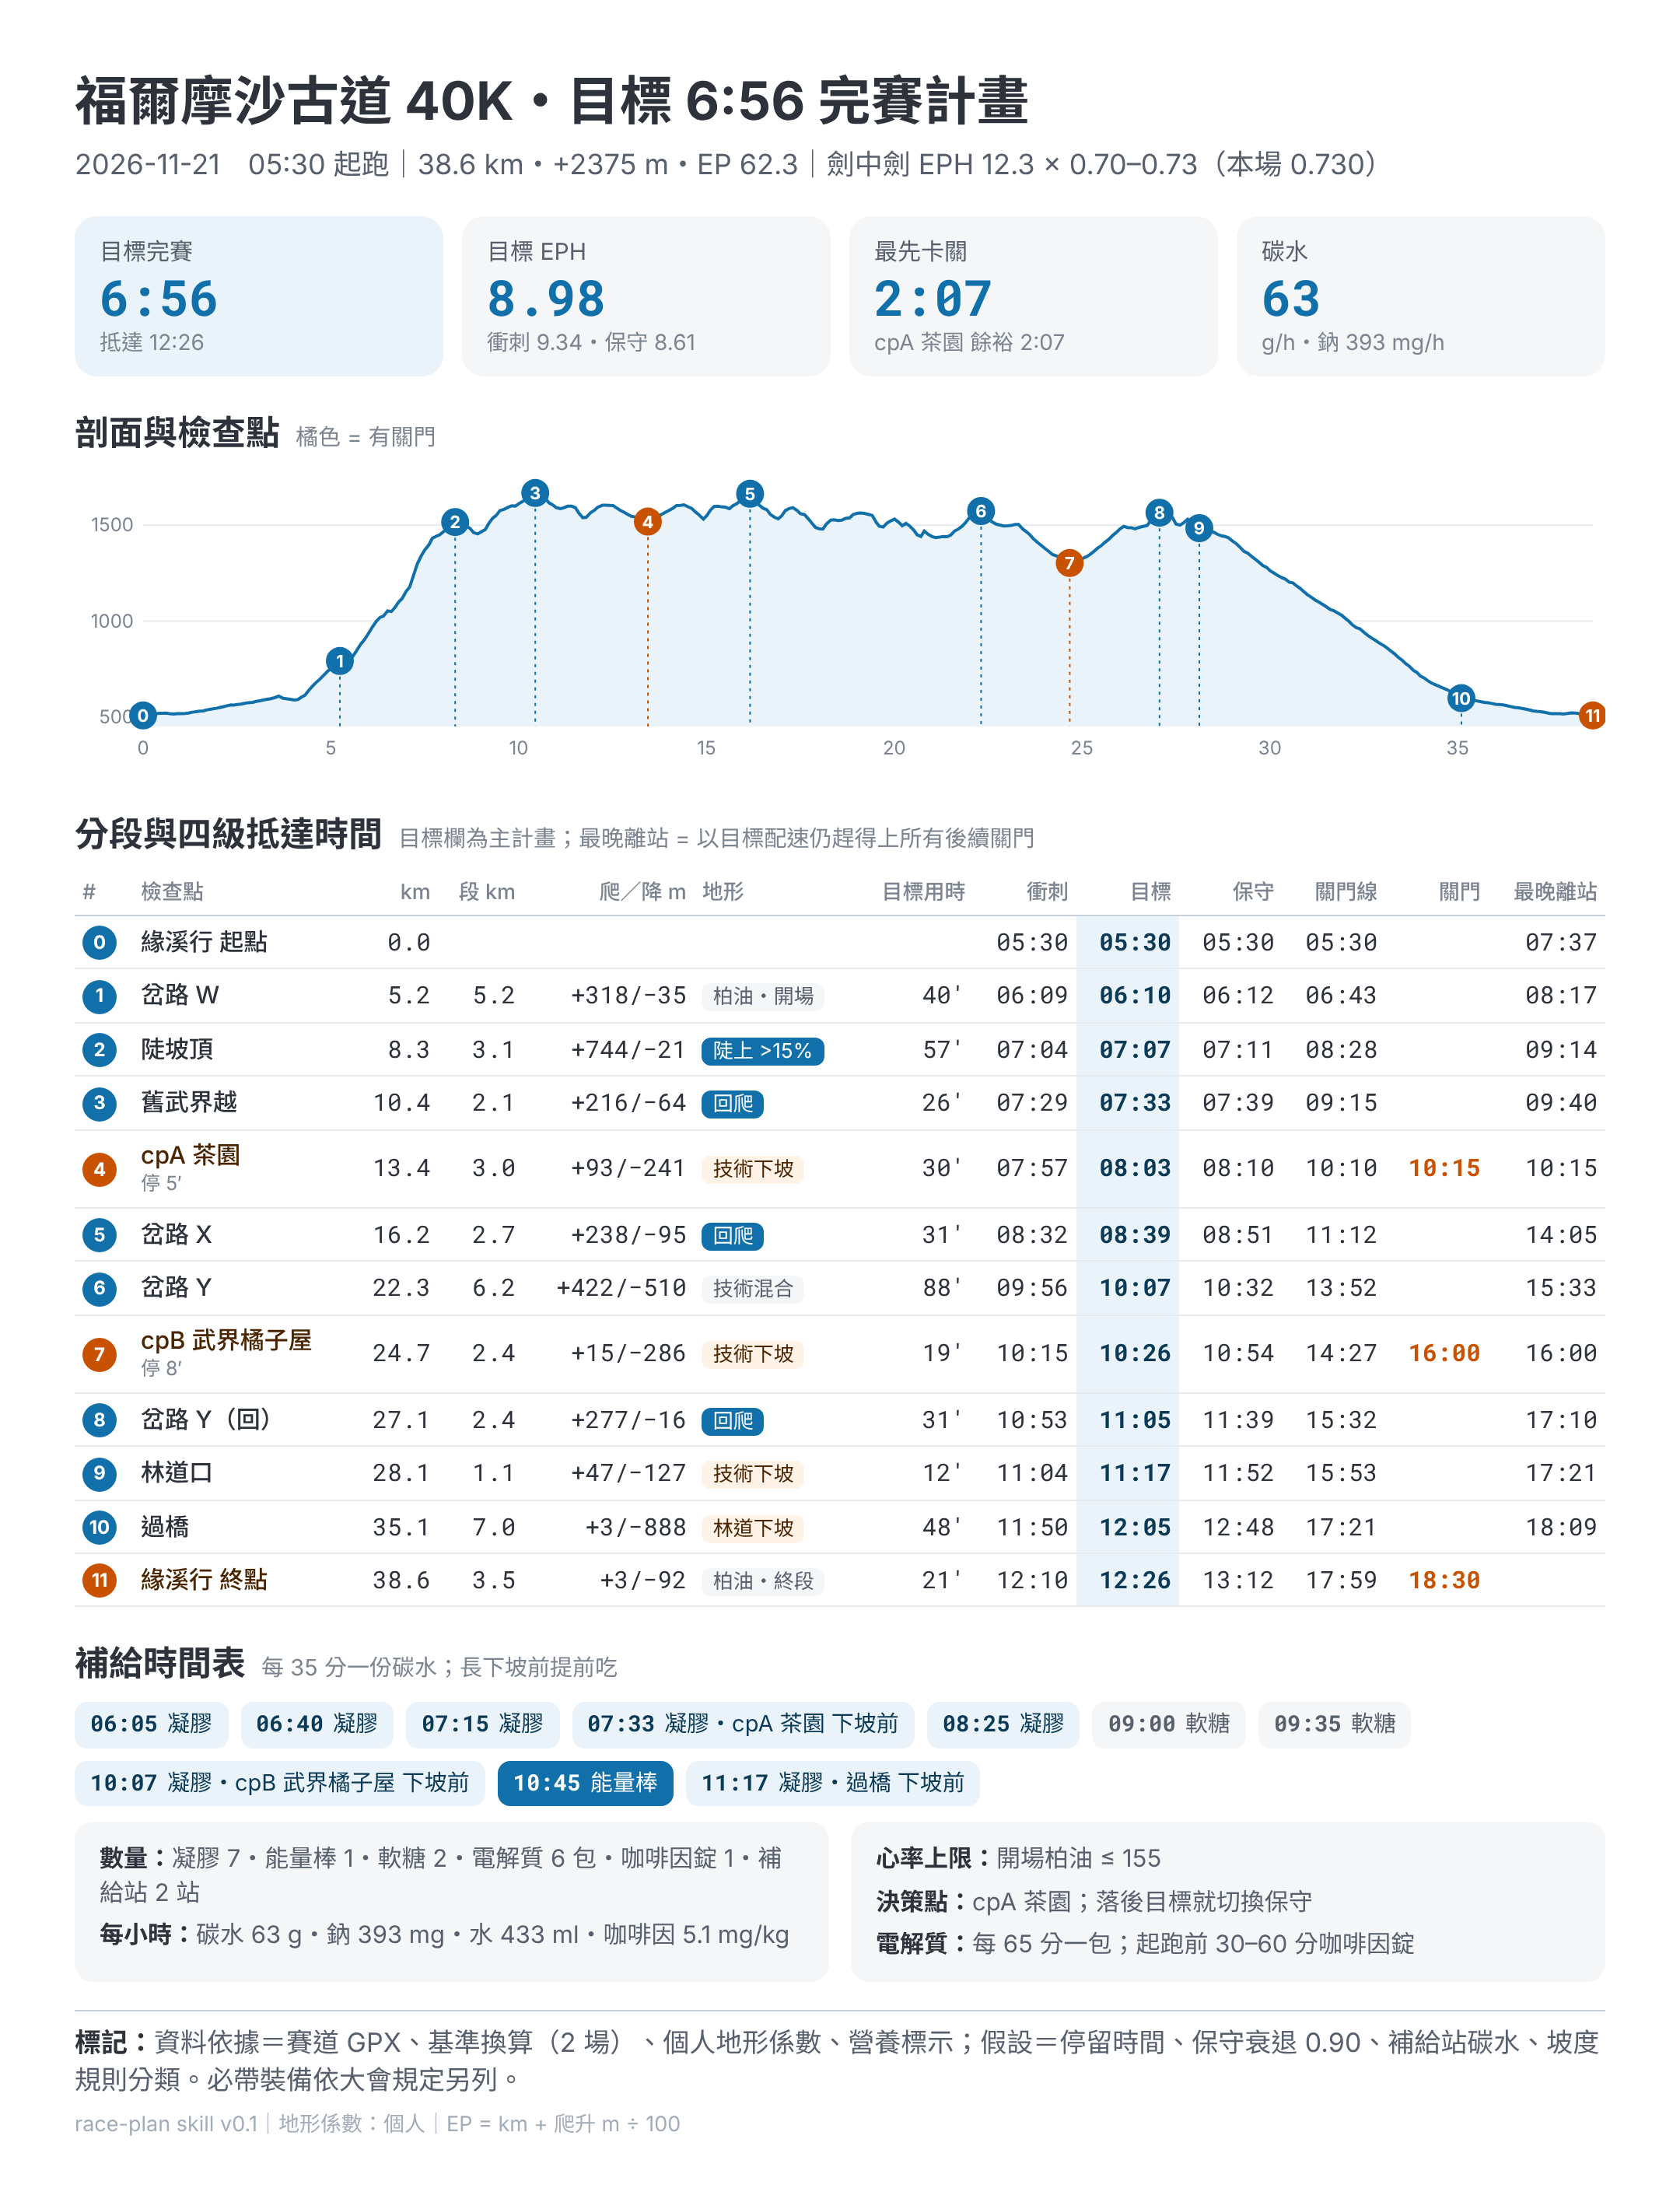 福爾摩沙古道 40K・目標 6:56 完賽計畫
2026-11-21　05:30 起跑｜38.6 km・+2375 m・EP 62.3｜劍中劍 EPH 12.3 × 0.70–0.73（本場 0.730）
目標完賽
6:56
抵達 12:26
目標 EPH
8.98
衝刺 9.34・保守 8.61
最先卡關
2:07
cpA 茶園 餘裕 2:07
碳水
63
g/h・鈉 393 mg/h
剖面與檢查點 橘色 = 有關門
1500
1000
500
0 1 2 3 4 5 6 7 8 9 10 11
0 5 10 15 20 25 30 35
分段與四級抵達時間 目標欄為主計畫；最晚離站 = 以目標配速仍趕得上所有後續關門
# 檢查點 km 段 km 爬／降 m 地形 目標用時 衝刺 目標 保守 關門線 關門 最晚離站
0 緣溪行 起點 0.0 05:30 05:30 05:30 05:30 07:37
1 岔路 W 5.2 5.2 +318/−35 柏油・開場 40' 06:09 06:10 06:12 06:43 08:17
2 陡坡頂 8.3 3.1 +744/−21 陡上 >15% 57' 07:04 07:07 07:11 08:28 09:14
3 舊武界越 10.4 2.1 +216/−64 回爬 26' 07:29 07:33 07:39 09:15 09:40
4 cpA 茶園 13.4 3.0 +93/−241 技術下坡 30' 07:57 08:03 08:10 10:10 10:15 10:15
停 5′
5 岔路 X 16.2 2.7 +238/−95 回爬 31' 08:32 08:39 08:51 11:12 14:05
6 岔路 Y 22.3 6.2 +422/−510 技術混合 88' 09:56 10:07 10:32 13:52 15:33
7 cpB 武界橘子屋 24.7 2.4 +15/−286 技術下坡 19' 10:15 10:26 10:54 14:27 16:00 16:00
停 8′
8 岔路 Y（回） 27.1 2.4 +277/−16 回爬 31' 10:53 11:05 11:39 15:32 17:10
9 林道口 28.1 1.1 +47/−127 技術下坡 12' 11:04 11:17 11:52 15:53 17:21
10 過橋 35.1 7.0 +3/−888 林道下坡 48' 11:50 12:05 12:48 17:21 18:09
11 緣溪行 終點 38.6 3.5 +3/−92 柏油・終段 21' 12:10 12:26 13:12 17:59 18:30
補給時間表 每 35 分一份碳水；長下坡前提前吃
06:05 凝膠 06:40 凝膠 07:15 凝膠 07:33 凝膠・cpA 茶園 下坡前 08:25 凝膠 09:00 軟糖 09:35 軟糖
10:07 凝膠・cpB 武界橘子屋 下坡前 10:45 能量棒 11:17 凝膠・過橋 下坡前
數量：凝膠 7・能量棒 1・軟糖 2・電解質 6 包・咖啡因錠 1・補
給站 2 站
每小時：碳水 63 g・鈉 393 mg・水 433 ml・咖啡因 5.1 mg/kg
心率上限：開場柏油 ≤ 155
決策點：cpA 茶園；落後目標就切換保守
電解質：每 65 分一包；起跑前 30–60 分咖啡因錠
標記：資料依據＝賽道 GPX、基準換算（2 場）、個人地形係數、營養標示；假設＝停留時間、保守衰退 0.90、補給站碳水、坡度
規則分類。必帶裝備依大會規定另列。
race-plan skill v0.1｜地形係數：個人｜EP = km + 爬升 m ÷ 100